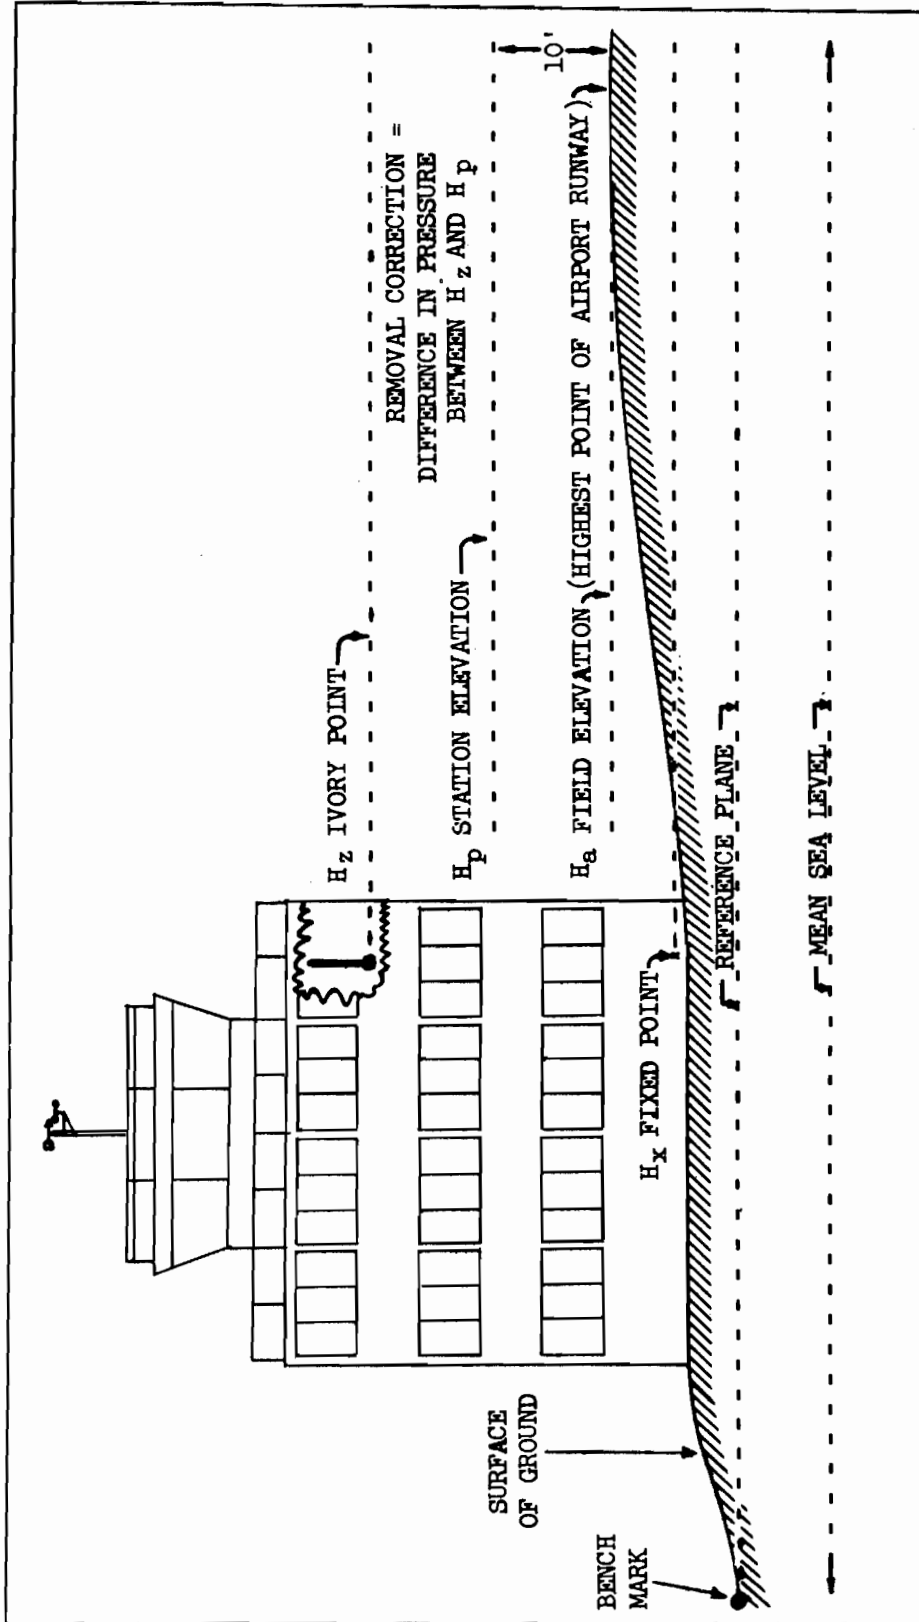 10'
REMOVAL CORRECTION =
DIFFERENCE IN PRESSURE
BETWEEN Hz AND Hp
Hz IVORY POINT
Hp STATION ELEVATION
Ha FIELD ELEVATION (HIGHEST POINT OF AIRPORT RUNWAY)
Hx FIXED POINT
REFERENCE PLANE
MEAN SEA LEVEL
SURFACE
OF GROUND
BENCH
MARK